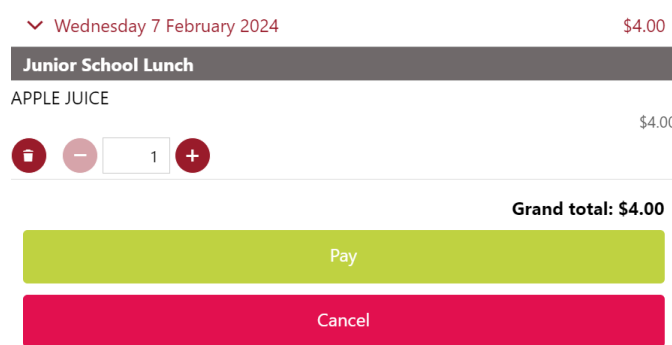 Wednesday 7 February 2024 $4.00
Junior School Lunch
APPLE JUICE
$4.00
1
Grand total: $4.00
Pay
Cancel